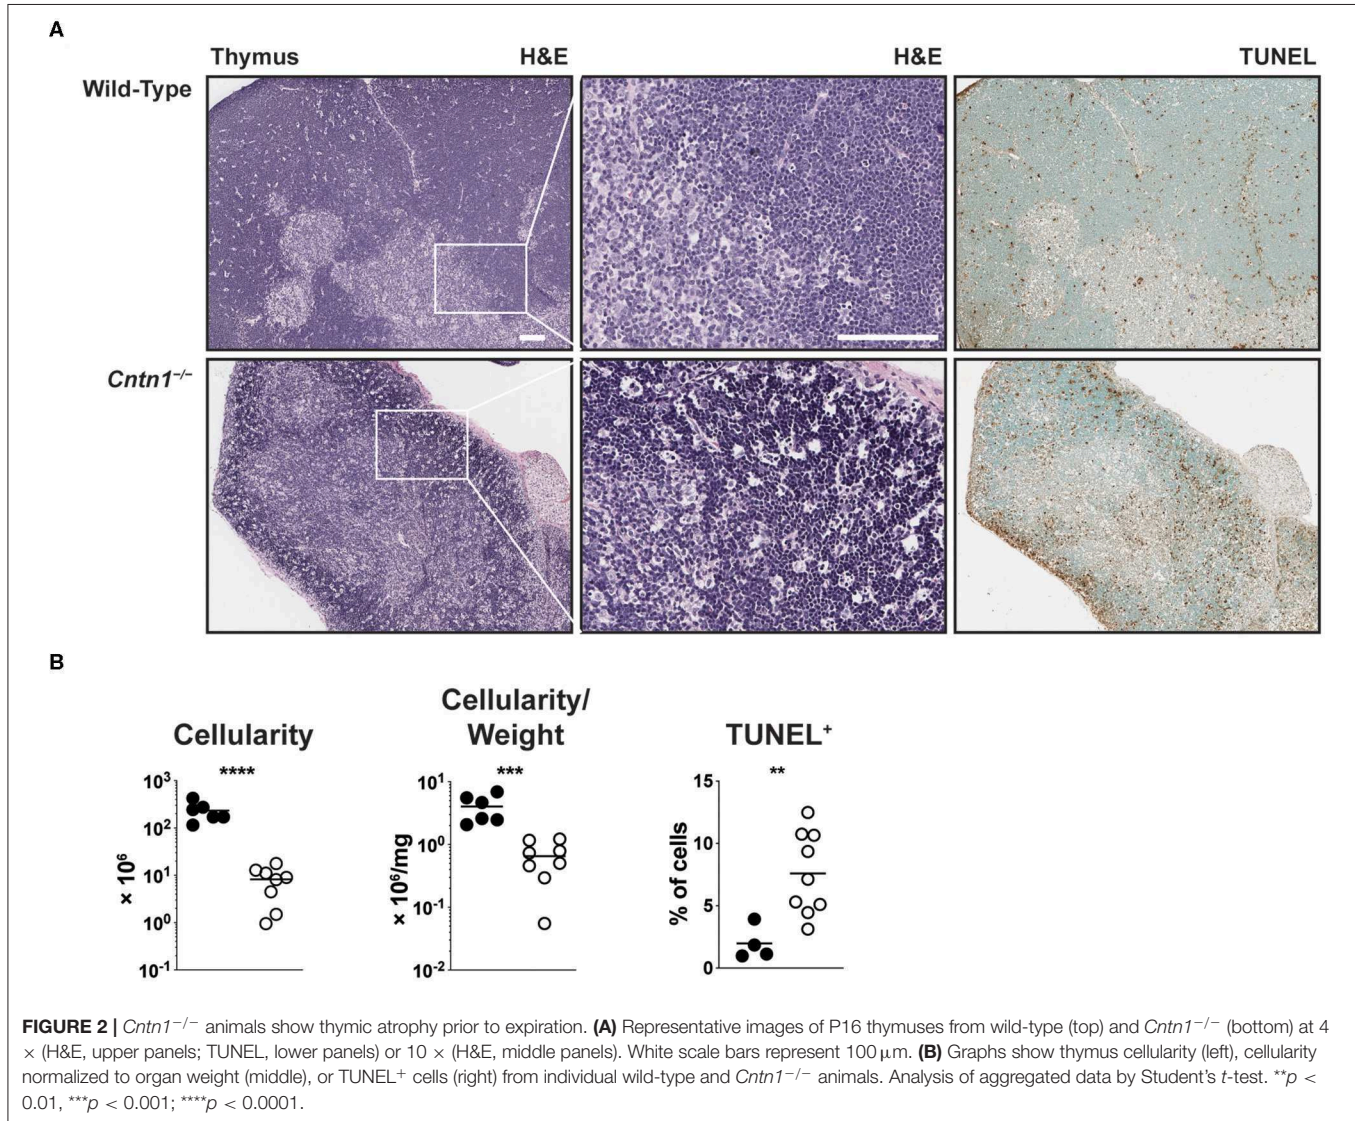 A
Thymus H&E H&E TUNEL
Wild-Type
Cntn1⁻/⁻
B
Cellularity
Cellularity/
Weight
TUNEL⁺
****
***
**
10³
10²
10¹
10⁰
10⁻¹
× 10⁶
10¹
10⁰
10⁻¹
10⁻²
× 10⁶/mg
15
10
5
0
% of cells
FIGURE 2 | Cntn1⁻/⁻ animals show thymic atrophy prior to expiration. (A) Representative images of P16 thymuses from wild-type (top) and Cntn1⁻/⁻ (bottom) at 4
× (H&E, upper panels; TUNEL, lower panels) or 10 × (H&E, middle panels). White scale bars represent 100 µm. (B) Graphs show thymus cellularity (left), cellularity
normalized to organ weight (middle), or TUNEL⁺ cells (right) from individual wild-type and Cntn1⁻/⁻ animals. Analysis of aggregated data by Student's t-test. **p <
0.01, ***p < 0.001; ****p < 0.0001.